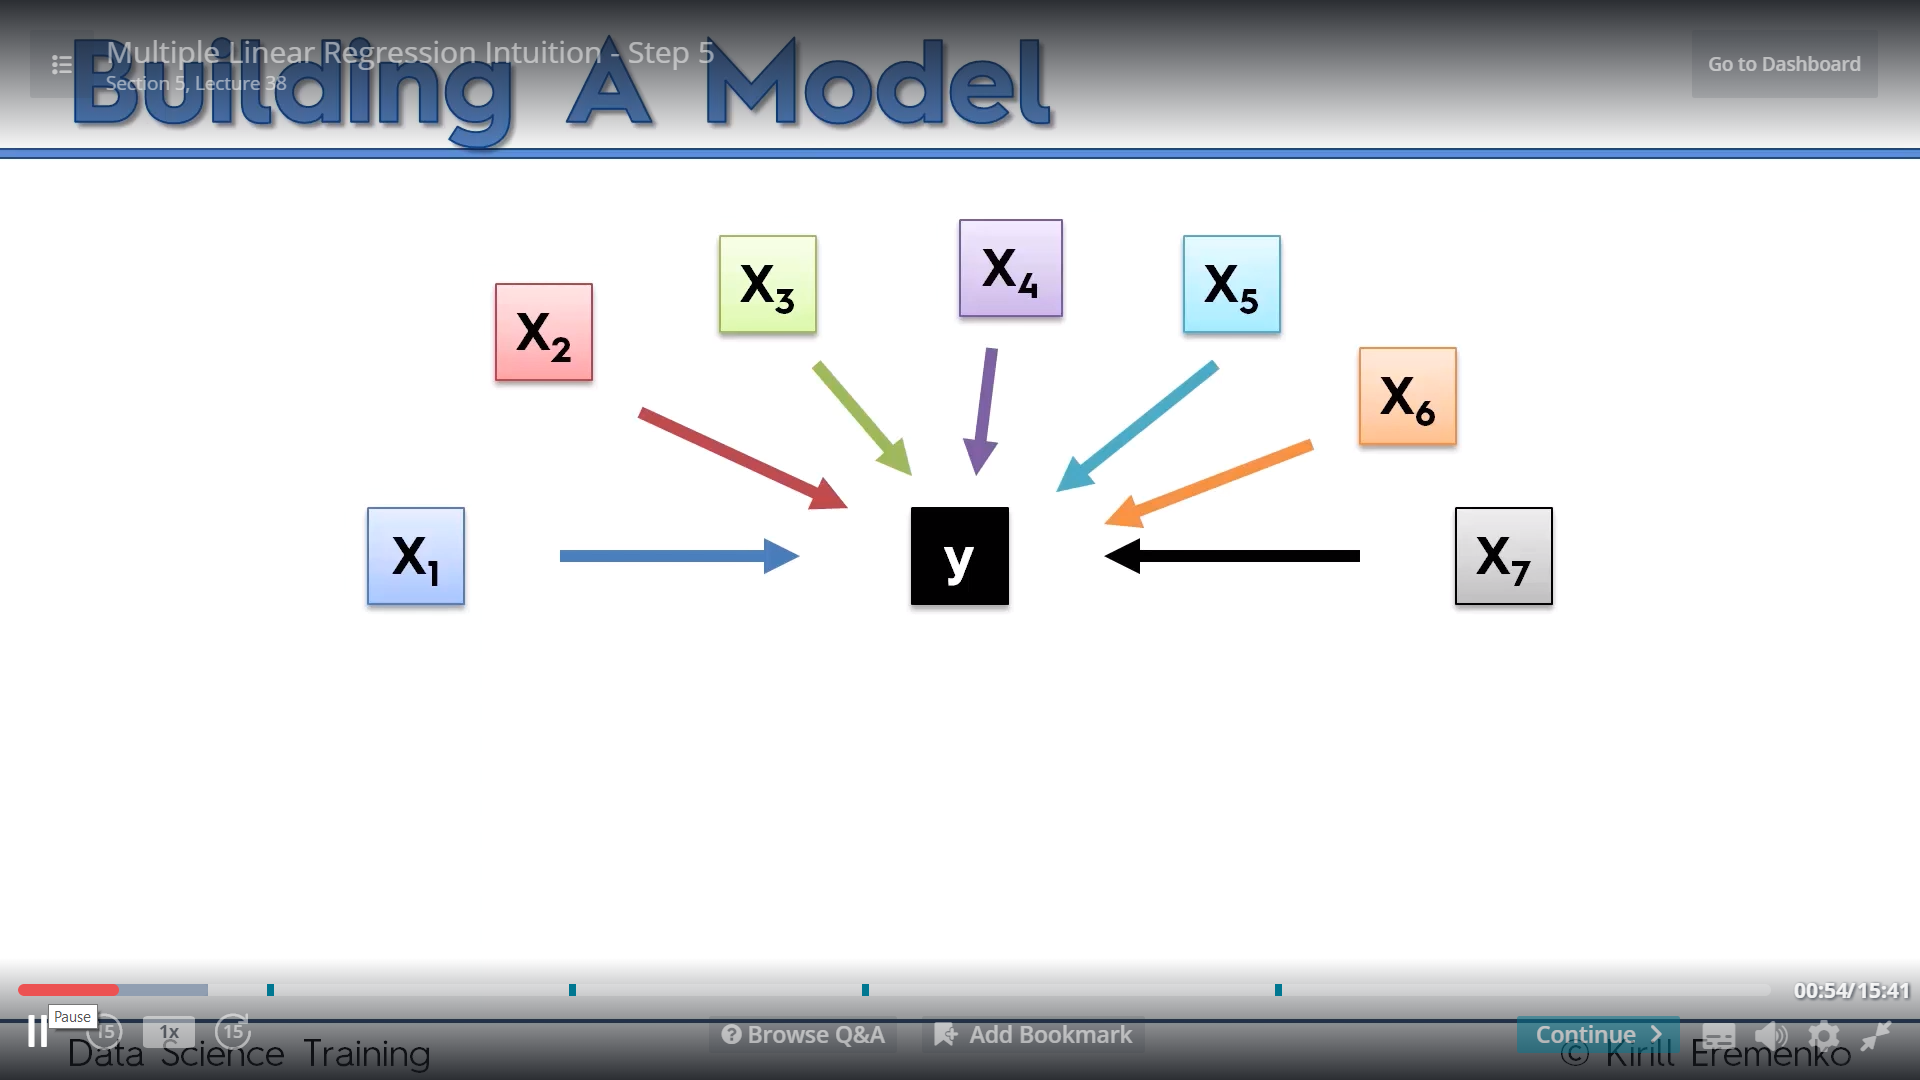 Building A Model
Multiple Linear Regression Intuition - Step 5
Section 5, Lecture 38
Go to Dashboard
X4
X3
X5
X2
X6
X1
y
X7
00:54/15:41
Pause
15
1x
15
Browse Q&A
Add Bookmark
Continue
Data Science Training
© Kirill Eremenko